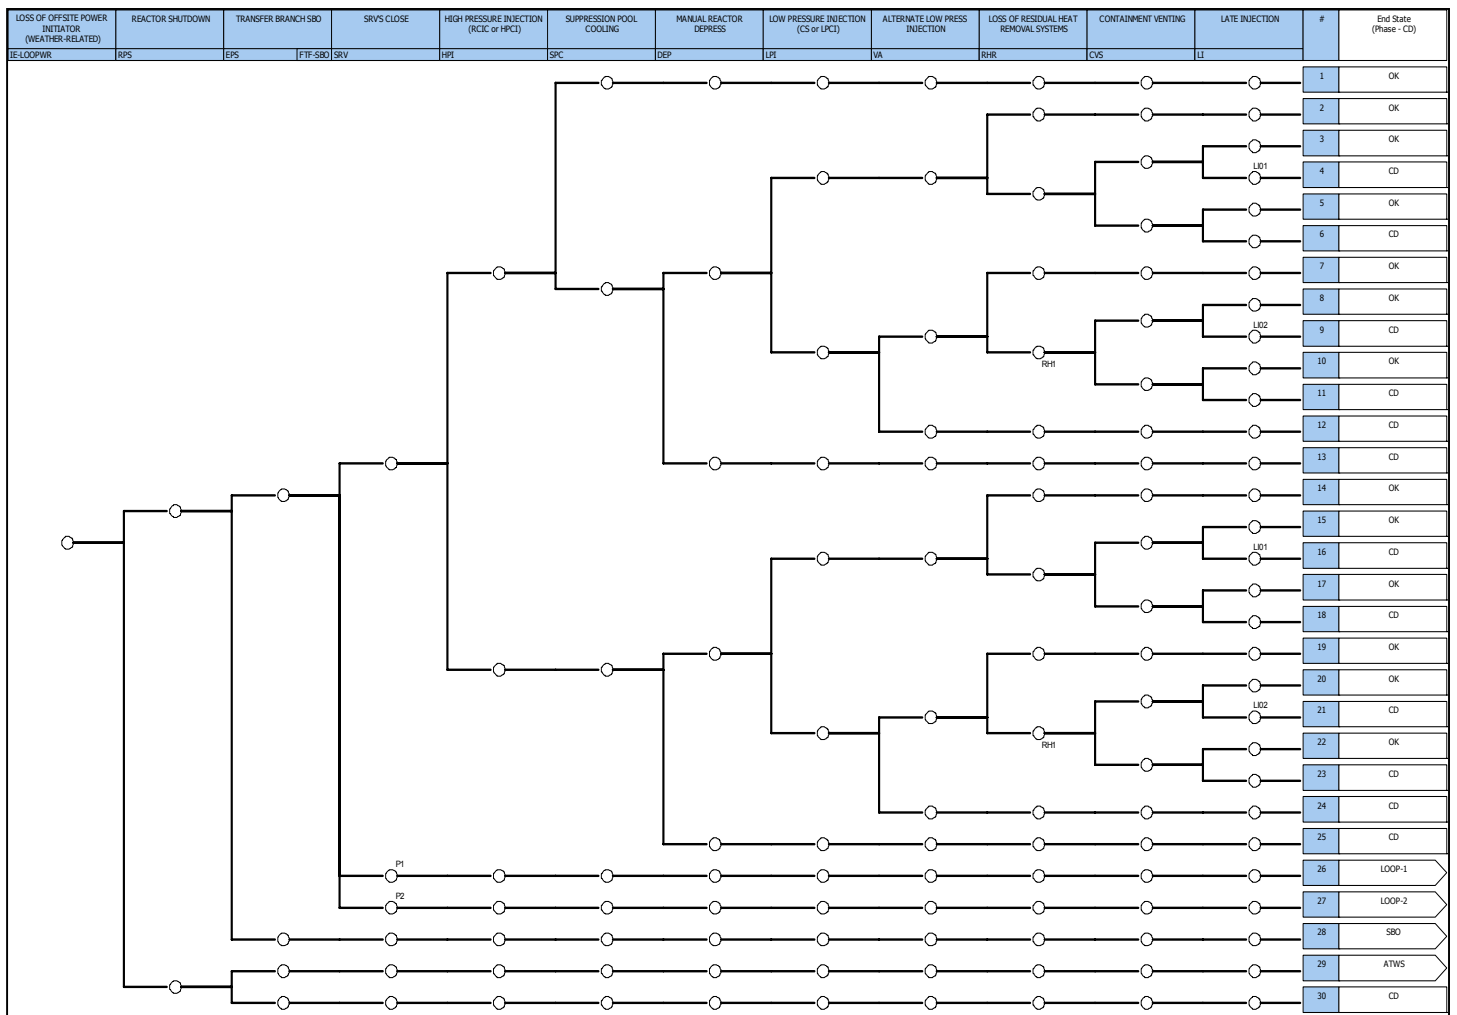 LOSS OF OFFSITE POWER
INITIATOR
(WEATHER-RELATED)
REACTOR SHUTDOWN
TRANSFER BRANCH SBO
SRV'S CLOSE
HIGH PRESSURE INJECTION
(RCIC or HPCI)
SUPPRESSION POOL
COOLING
MANUAL REACTOR
DEPRESS
LOW PRESSURE INJECTION
(CS or LPCI)
ALTERNATE LOW PRESS
INJECTION
LOSS OF RESIDUAL HEAT
REMOVAL SYSTEMS
CONTAINMENT VENTING
LATE INJECTION
#
End State
(Phase - CD)
IE-LOOPWR
RPS
EPS
FTF-SBO
SRV
HPI
SPC
DEP
LPI
VA
RHR
CVS
LI
1 OK
2 OK
3 OK
LI01
4 CD
5 OK
6 CD
7 OK
8 OK
LI02
9 CD
RH1
10 OK
11 CD
12 CD
13 CD
14 OK
15 OK
LI01
16 CD
17 OK
18 CD
19 OK
20 OK
LI02
21 CD
RH1
22 OK
23 CD
24 CD
25 CD
P1
26 LOOP-1
P2
27 LOOP-2
28 SBO
29 ATWS
30 CD